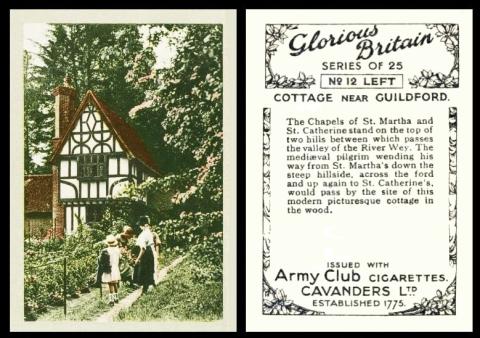 Glorious
Britain
SERIES OF 25
No 12 LEFT
COTTAGE NEAR GUILDFORD.
The Chapels of St. Martha and
St. Catherine stand on the top of
two hills between which passes
the valley of the River Wey. The
mediæval pilgrim wending his
way from St. Martha's down the
steep hillside, across the ford
and up again to St. Catherine's,
would pass by the site of this
modern picturesque cottage in
the wood.
ISSUED WITH
Army Club CIGARETTES.
CAVANDERS LTD
ESTABLISHED 1775.